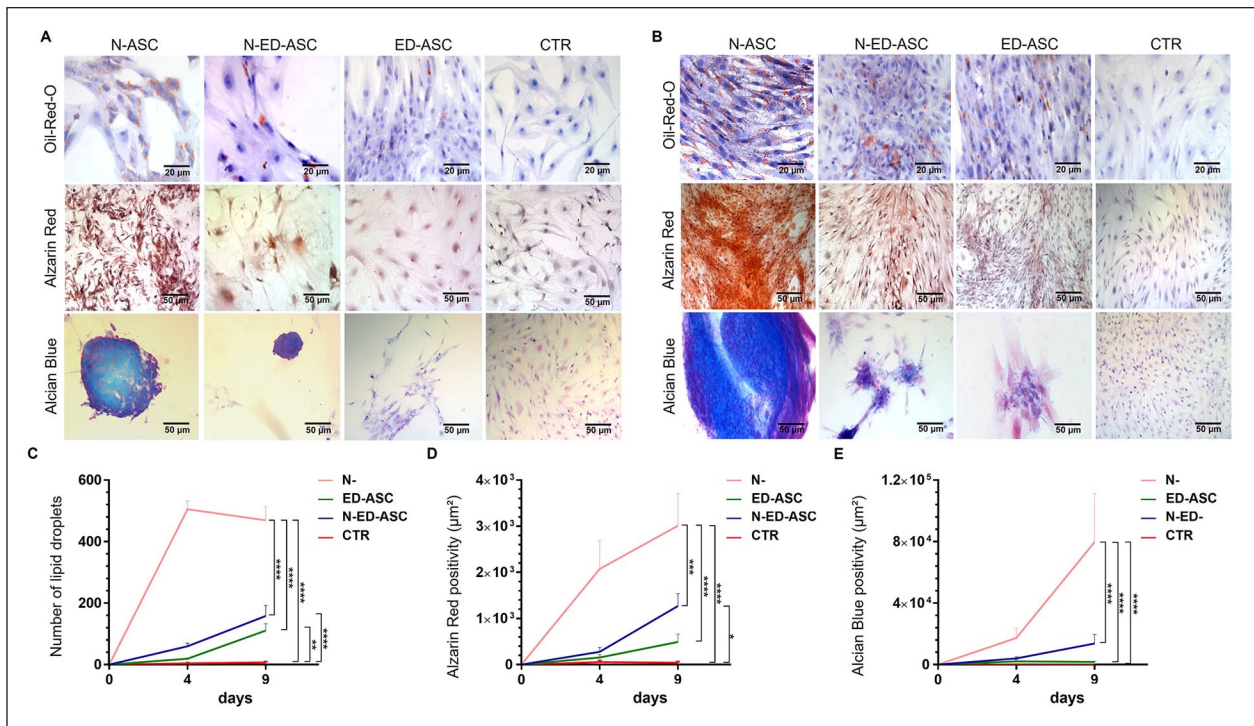 A
N-ASC N-ED-ASC ED-ASC CTR
Oil-Red-O
20 µm 20 µm 20 µm 20 µm
Alzarin Red
50 µm 50 µm 50 µm 50 µm
Alcian Blue
50 µm 50 µm 50 µm 50 µm
B
N-ASC N-ED-ASC ED-ASC CTR
Oil-Red-O
20 µm 20 µm 20 µm 20 µm
Alzarin Red
50 µm 50 µm 50 µm 50 µm
Alcian Blue
50 µm 50 µm 50 µm 50 µm
C
Number of lipid droplets
600
400
200
0
0 4 9
days
N-
ED-ASC
N-ED-ASC
CTR
****
****
****
**
****
D
Alzarin Red positivity (µm²)
4×10³
3×10³
2×10³
1×10³
0
0 4 9
days
N-
ED-ASC
N-ED-ASC
CTR
***
****
****
*
E
Alcian Blue positivity (µm²)
1.2×10⁵
8×10⁴
4×10⁴
0
0 4 9
days
N-
ED-ASC
N-ED-
CTR
****
****
****